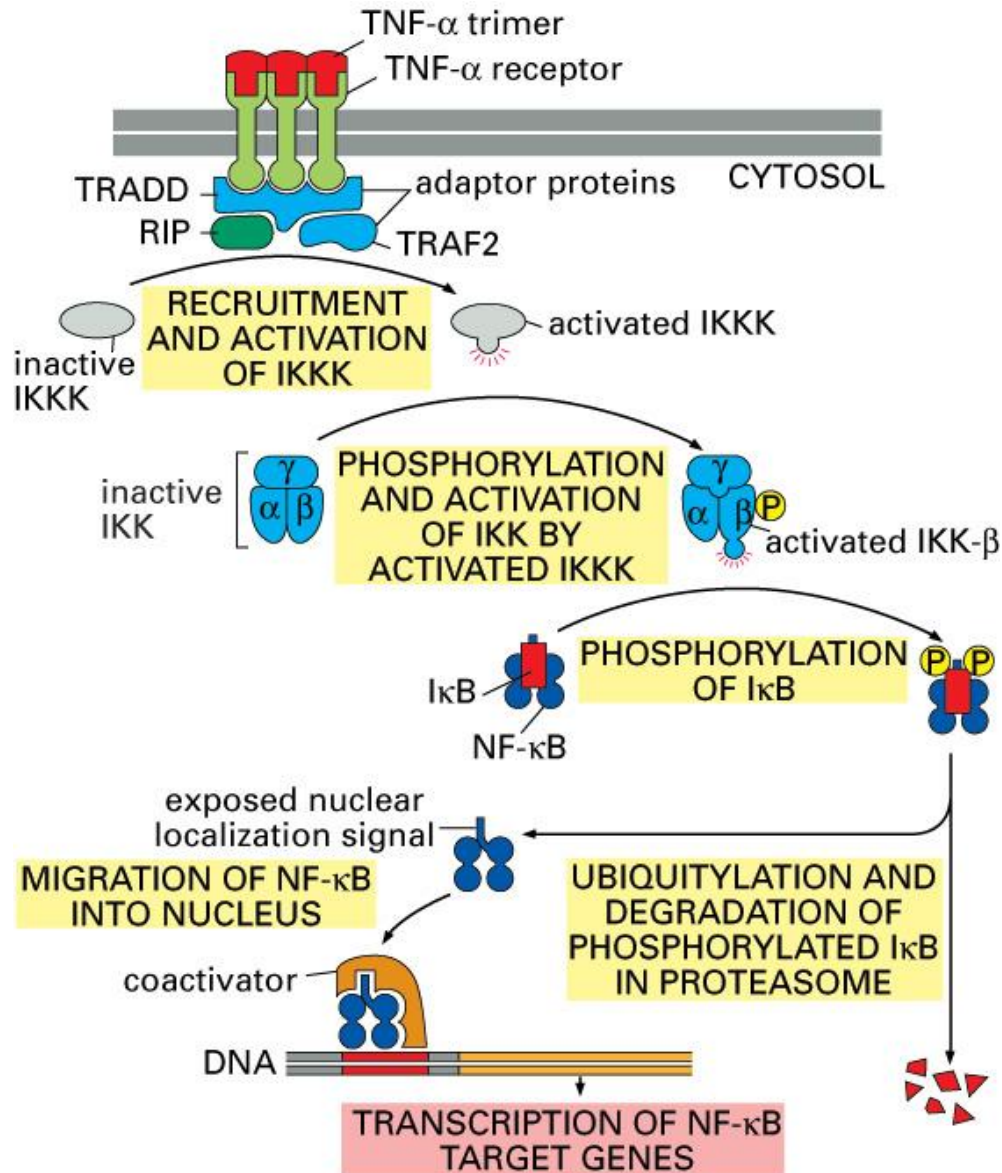 TNF-α trimer
TNF-α receptor
CYTOSOL
TRADD
adaptor proteins
RIP
TRAF2
inactive
IKKK
RECRUITMENT
AND ACTIVATION
OF IKKK
activated IKKK
inactive
IKK
γ
α β
PHOSPHORYLATION
AND ACTIVATION
OF IKK BY
ACTIVATED IKKK
γ
α β P
activated IKK-β
IκB
NF-κB
PHOSPHORYLATION
OF IκB
P P
exposed nuclear
localization signal
MIGRATION OF NF-κB
INTO NUCLEUS
UBIQUITYLATION AND
DEGRADATION OF
PHOSPHORYLATED IκB
IN PROTEASOME
coactivator
DNA
TRANSCRIPTION OF NF-κB
TARGET GENES